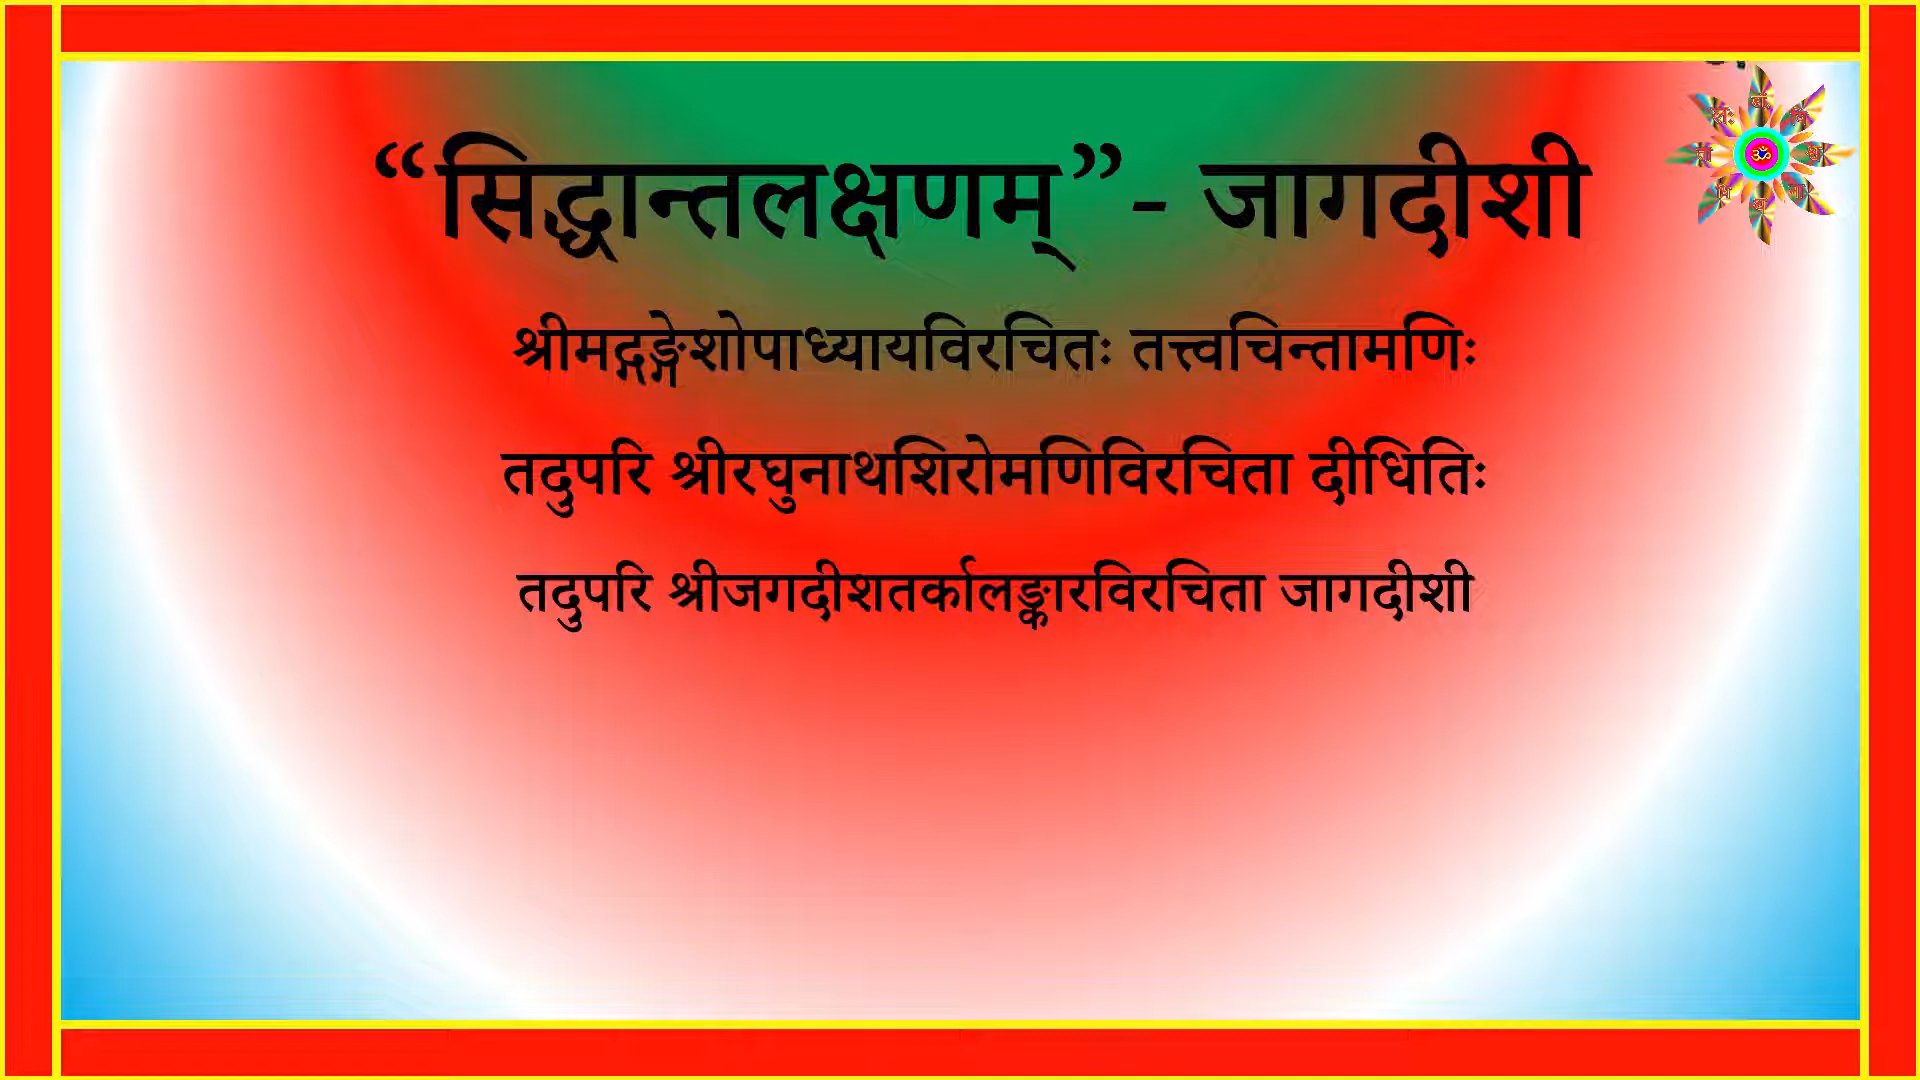 “सिद्धान्तलक्षणम्” - जागदीशी
श्रीमद्गङ्गेशोपाध्यायविरचितः तत्त्वचिन्तामणिः
तदुपरि श्रीरघुनाथशिरोमणिविरचिता दीधितिः
तदुपरि श्रीजगदीशतर्कालङ्कारविरचिता जागदीशी
ॐ